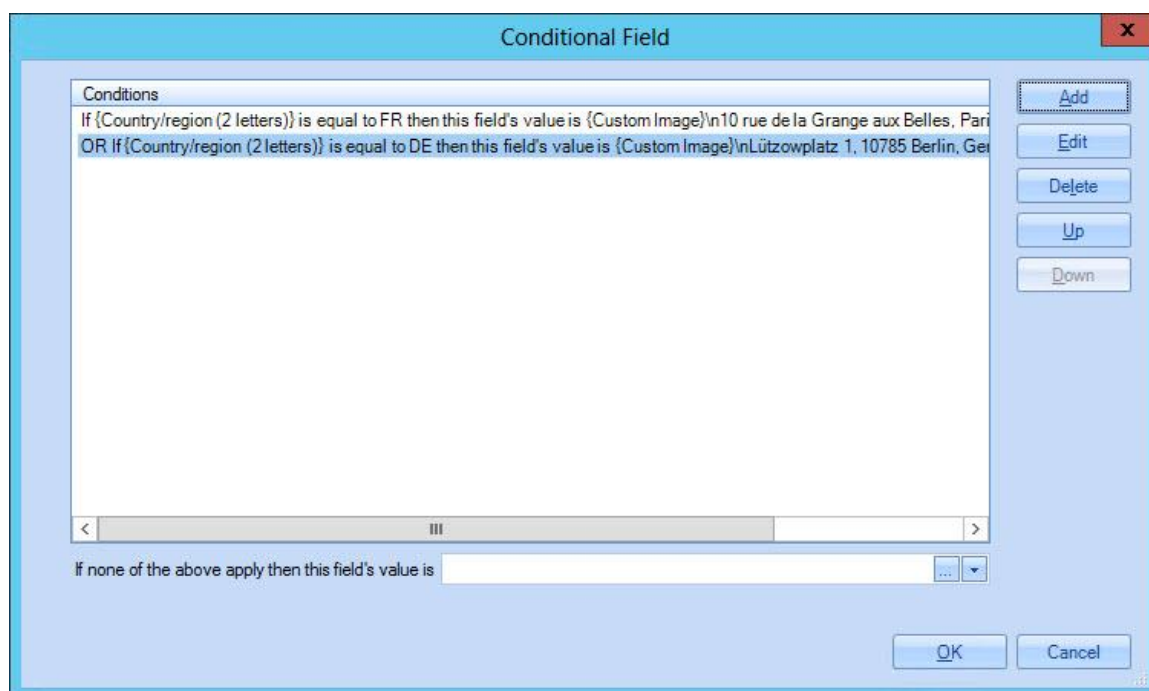 Conditional Field
x
Conditions
Add
If {Country/region (2 letters)} is equal to FR then this field's value is {Custom Image}\n10 rue de la Grange aux Belles, Pari
OR If {Country/region (2 letters)} is equal to DE then this field's value is {Custom Image}\nLützowplatz 1, 10785 Berlin, Ger
Edit
Delete
Up
Down
If none of the above apply then this field's value is
...
OK
Cancel